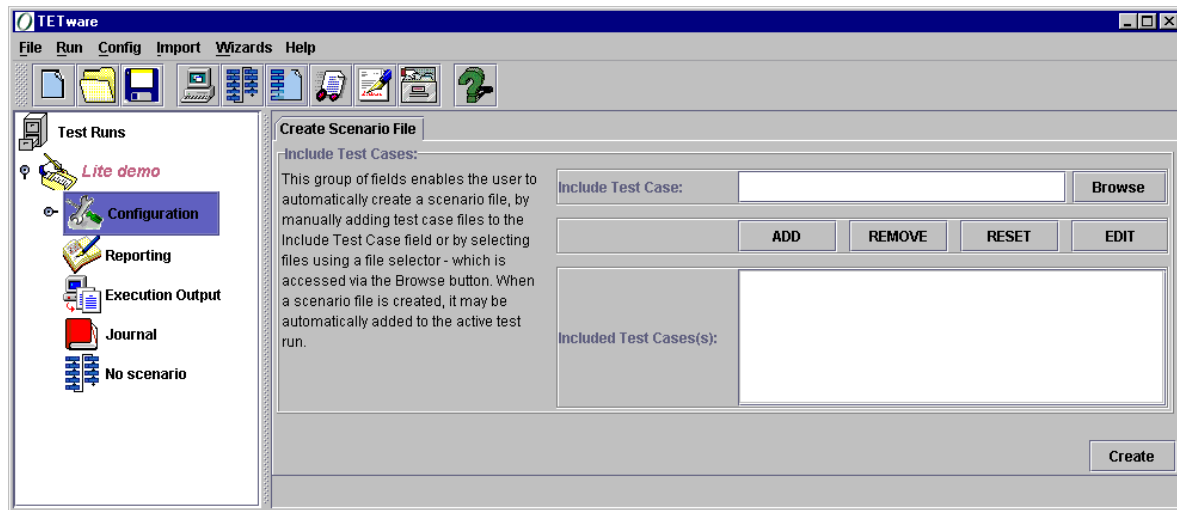 TETware
File Run Config Import Wizards Help
Test Runs
Lite demo
Configuration
Reporting
Execution Output
Journal
No scenario
Create Scenario File
Include Test Cases:
This group of fields enables the user to
automatically create a scenario file, by
manually adding test case files to the
Include Test Case field or by selecting
files using a file selector - which is
accessed via the Browse button. When
a scenario file is created, it may be
automatically added to the active test
run.
Include Test Case:
Browse
ADD REMOVE RESET EDIT
Included Test Cases(s):
Create